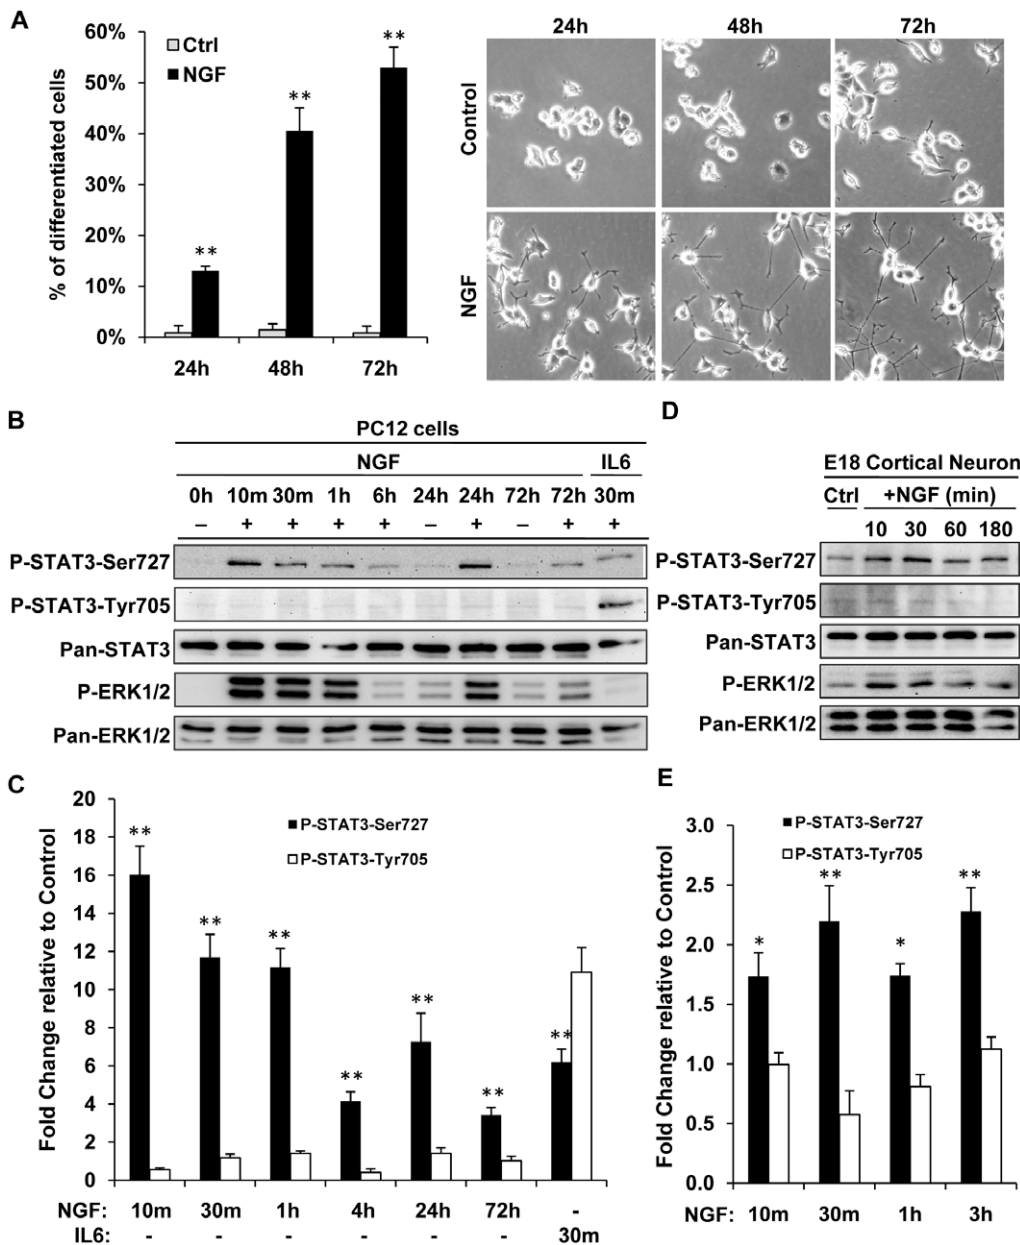 A
60%
50%
40%
30%
20%
10%
0%
% of differentiated cells
Ctrl
NGF
**
**
**
24h
48h
72h
24h
48h
72h
Control
NGF
B
PC12 cells
NGF
IL6
0h 10m 30m 1h 6h 24h 24h 72h 72h 30m
– + + + + – + – + +
P-STAT3-Ser727
P-STAT3-Tyr705
Pan-STAT3
P-ERK1/2
Pan-ERK1/2
D
E18 Cortical Neuron
Ctrl +NGF (min)
10 30 60 180
P-STAT3-Ser727
P-STAT3-Tyr705
Pan-STAT3
P-ERK1/2
Pan-ERK1/2
C
20
18
16
14
12
10
8
6
4
2
0
Fold Change relative to Control
P-STAT3-Ser727
P-STAT3-Tyr705
**
**
**
**
**
**
**
NGF: 10m 30m 1h 4h 24h 72h -
IL6: - - - - - - 30m
E
3.0
2.5
2.0
1.5
1.0
0.5
0.0
Fold Change relative to Control
P-STAT3-Ser727
P-STAT3-Tyr705
*
**
*
**
NGF: 10m 30m 1h 3h